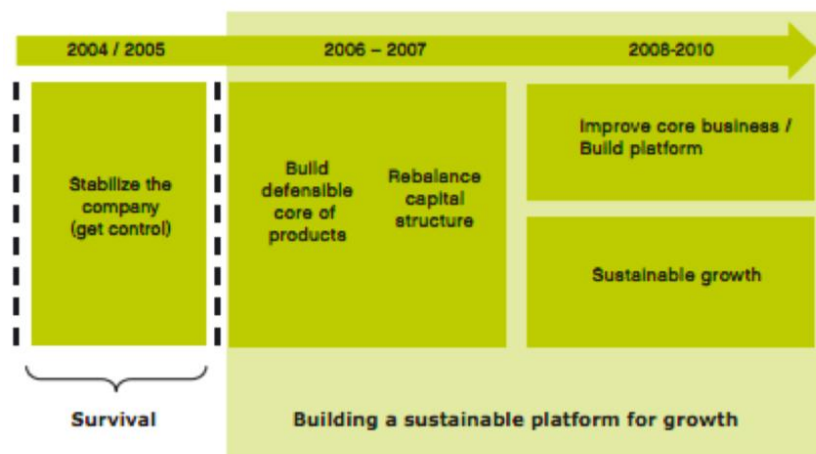 2004 / 2005
2006 – 2007
2008-2010
Stabilize the
company
(get control)
Build
defensible
core of
products
Rebalance
capital
structure
Improve core business /
Build platform
Sustainable growth
Survival
Building a sustainable platform for growth